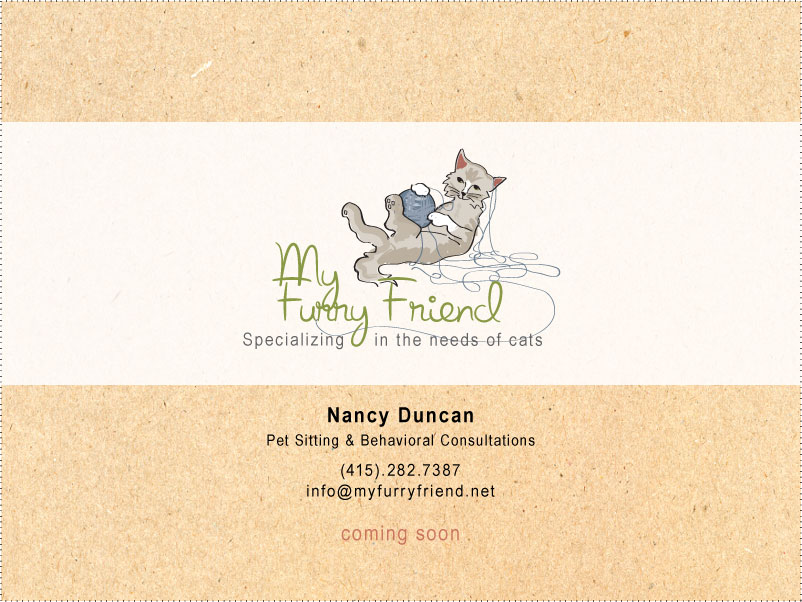 My
Furry Friend
Specializing in the needs of cats
Nancy Duncan
Pet Sitting & Behavioral Consultations
(415).282.7387
info@myfurryfriend.net
coming soon